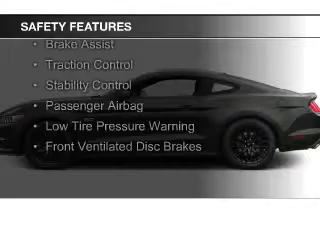 SAFETY FEATURES
• Brake Assist
• Traction Control
• Stability Control
• Passenger Airbag
• Low Tire Pressure Warning
• Front Ventilated Disc Brakes